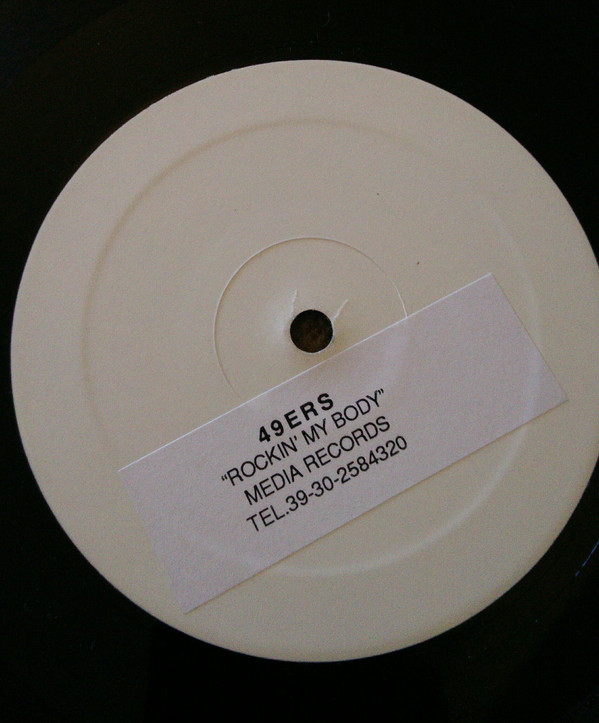 49ERS
"ROCKIN' MY BODY"
MEDIA RECORDS
TEL.39-30-2584320